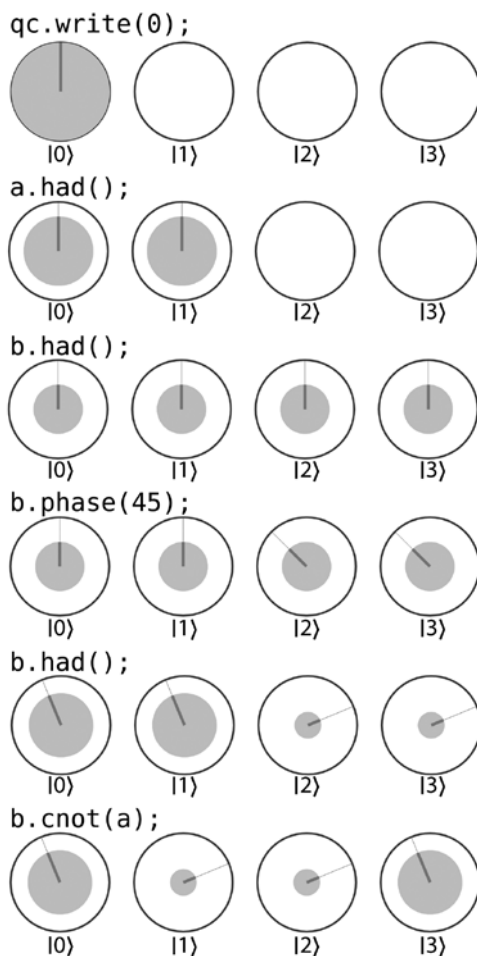 qc.write(0);
|0⟩ |1⟩ |2⟩ |3⟩
a.had();
|0⟩ |1⟩ |2⟩ |3⟩
b.had();
|0⟩ |1⟩ |2⟩ |3⟩
b.phase(45);
|0⟩ |1⟩ |2⟩ |3⟩
b.had();
|0⟩ |1⟩ |2⟩ |3⟩
b.cnot(a);
|0⟩ |1⟩ |2⟩ |3⟩